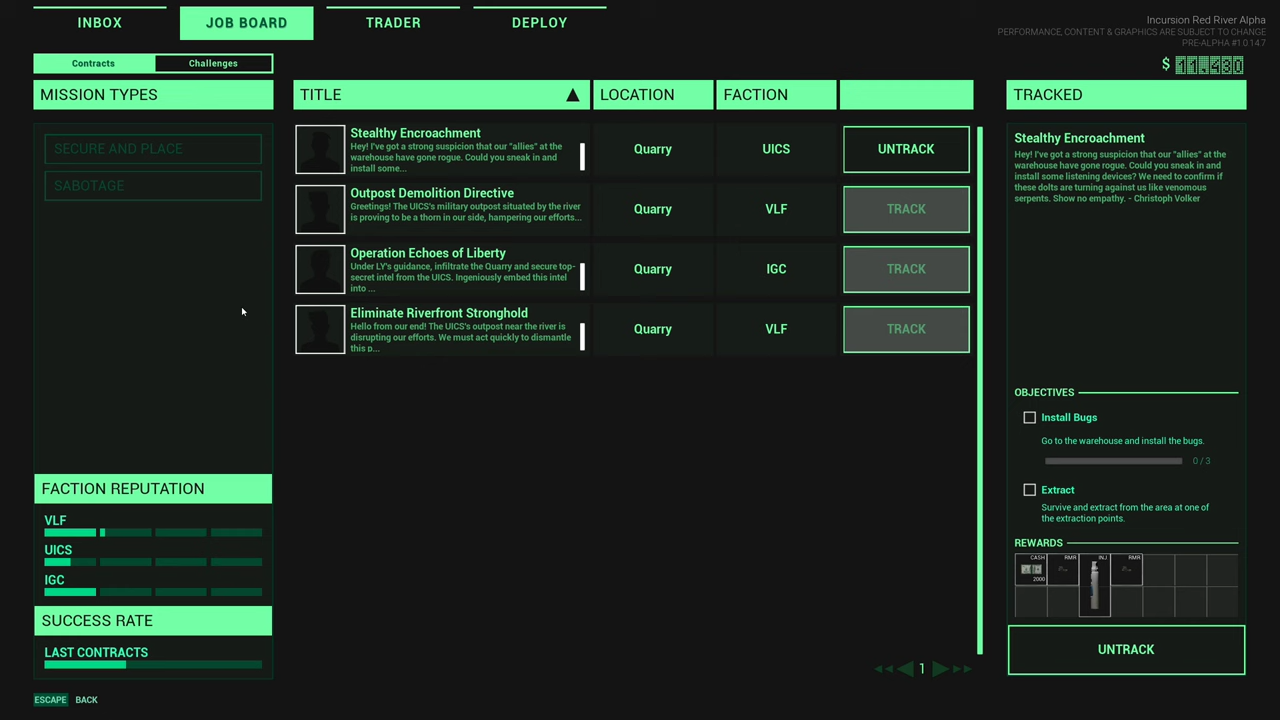 INBOX
JOB BOARD
TRADER
DEPLOY
Incursion Red River Alpha
PERFORMANCE, CONTENT & GRAPHICS ARE SUBJECT TO CHANGE
PRE-ALPHA #1.0.14.7
Contracts
Challenges
$
MISSION TYPES
TITLE
LOCATION
FACTION
TRACKED
SECURE AND PLACE
SABOTAGE
Stealthy Encroachment
Hey! I've got a strong suspicion that our "allies" at the
warehouse have gone rogue. Could you sneak in and
install some...
Quarry
UICS
UNTRACK
Outpost Demolition Directive
Greetings! The UICS's military outpost situated by the river
is proving to be a thorn in our side, hampering our efforts...
Quarry
VLF
TRACK
Operation Echoes of Liberty
Under LY's guidance, infiltrate the Quarry and secure top-
secret intel from the UICS. Ingeniously embed this intel
into ...
Quarry
IGC
TRACK
Eliminate Riverfront Stronghold
Hello from our end! The UICS's outpost near the river is
disrupting our efforts. We must act quickly to dismantle
this p...
Quarry
VLF
TRACK
Stealthy Encroachment
Hey! I've got a strong suspicion that our "allies" at the
warehouse have gone rogue. Could you sneak in and
install some listening devices? We need to confirm if
these dolts are turning against us like venomous
serpents. Show no empathy. - Christoph Volker
OBJECTIVES
Install Bugs
Go to the warehouse and install the bugs.
0 / 3
Extract
Survive and extract from the area at one of
the extraction points.
REWARDS
CASH
2000
RMR
INJ
RMR
UNTRACK
FACTION REPUTATION
VLF
UICS
IGC
SUCCESS RATE
LAST CONTRACTS
1
ESCAPE
BACK